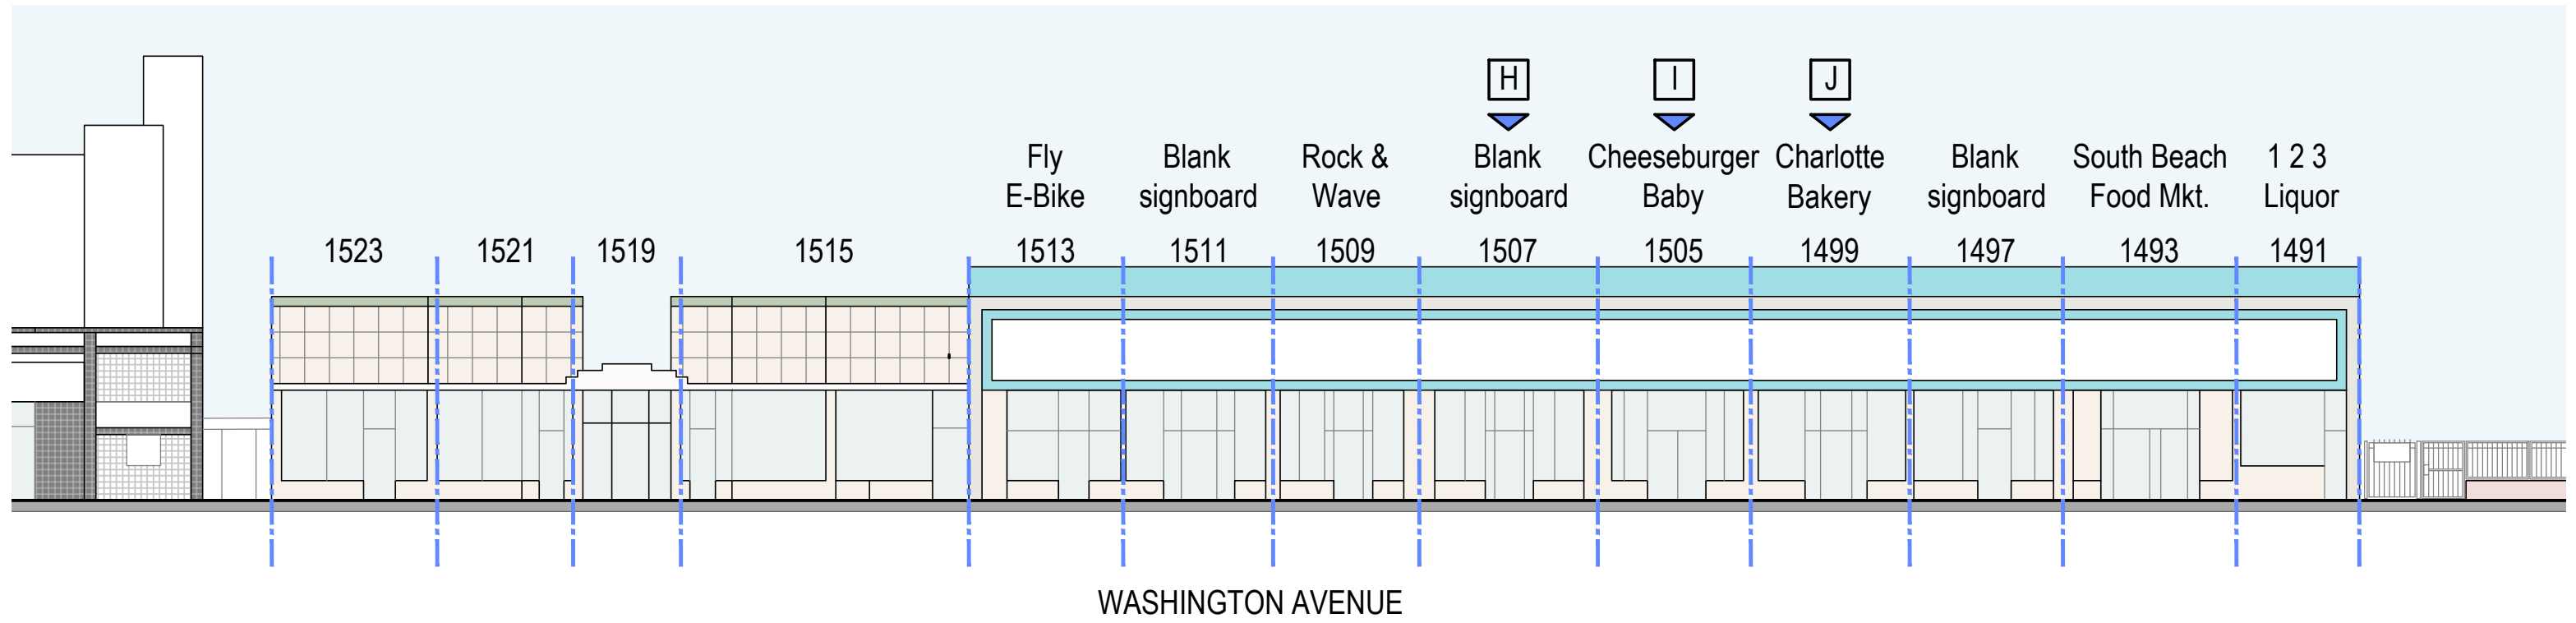 H I J
Fly Blank Rock & Blank Cheeseburger Charlotte Blank South Beach 1 2 3
E-Bike signboard Wave signboard Baby Bakery signboard Food Mkt. Liquor
1523 1521 1519 1515 1513 1511 1509 1507 1505 1499 1497 1493 1491
WASHINGTON AVENUE